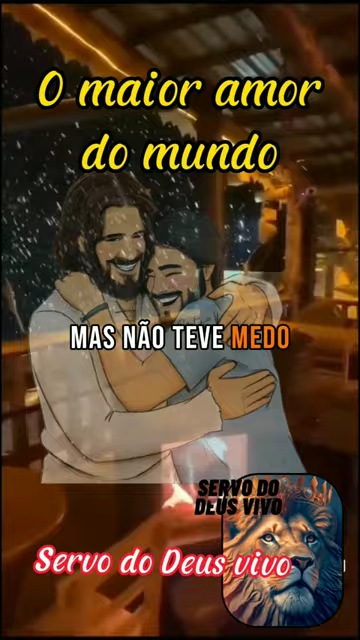 O maior amor
do mundo
MAS NÃO TEVE MEDO
SERVO DO
DEUS VIVO
Servo do Deus vivo